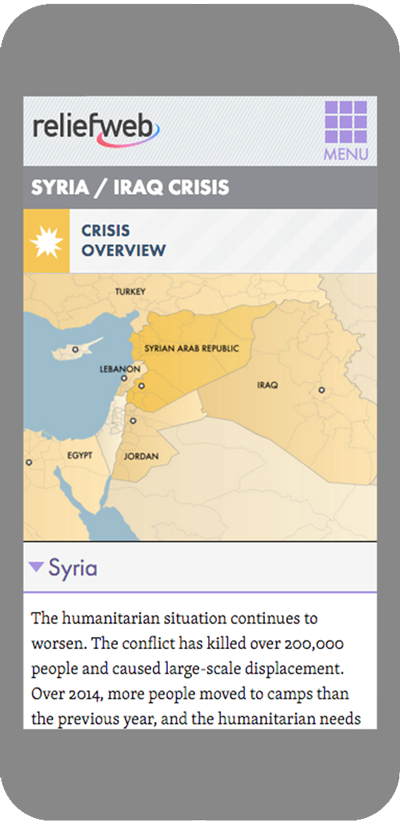 reliefweb
MENU
SYRIA / IRAQ CRISIS
CRISIS
OVERVIEW
TURKEY
SYRIAN ARAB REPUBLIC
LEBANON
IRAQ
EGYPT
JORDAN
Syria
The humanitarian situation continues to
worsen. The conflict has killed over 200,000
people and caused large-scale displacement.
Over 2014, more people moved to camps than
the previous year, and the humanitarian needs